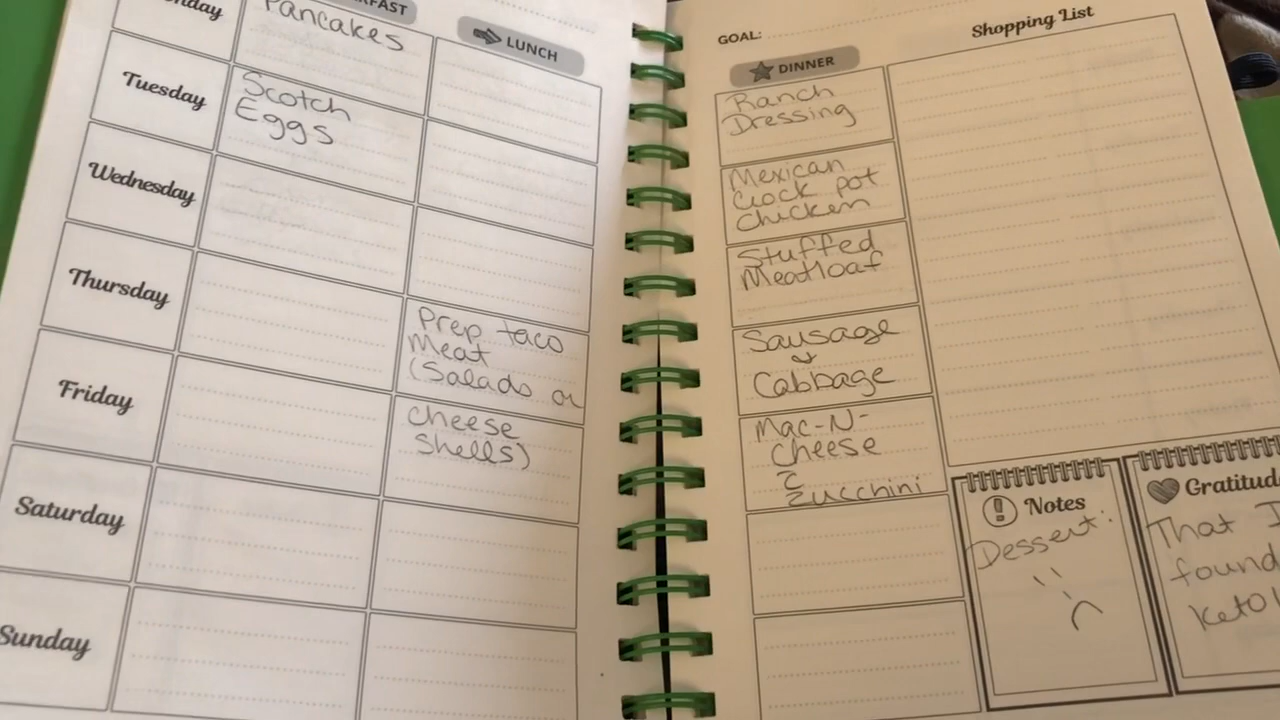 FAST
LUNCH
Pancakes
Tuesday
Scotch
Eggs
Wednesday
Thursday
Prep taco
Meat
(Salads or
Friday
cheese
shells)
Saturday
Sunday
GOAL:
Shopping List
DINNER
Ranch
Dressing
Mexican
Crock pot
chicken
Stuffed
Meatloaf
Sausage
&
Cabbage
Mac-N-
Cheese
c̄
Zucchini
Notes
Dessert:
Gratitud
That I
found
Keto!